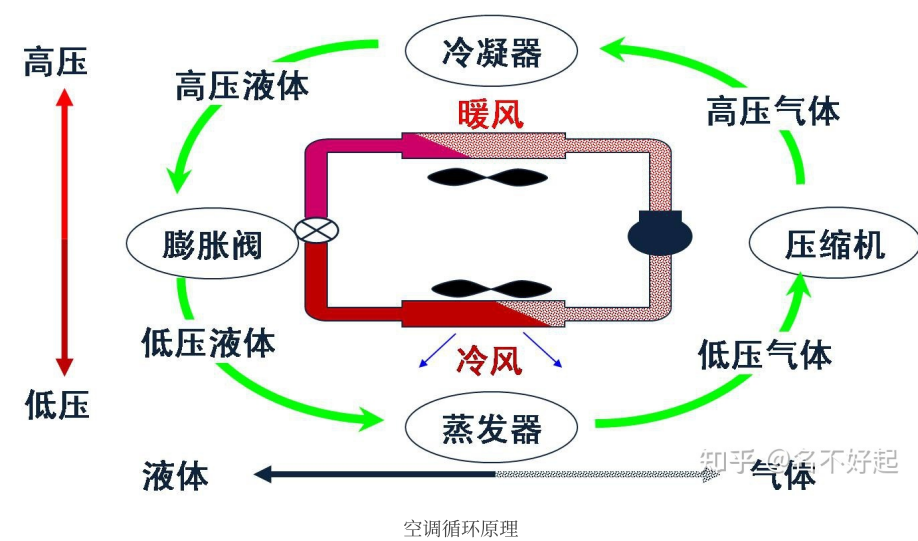 冷凝器
高压
高压液体
暖风
高压气体
膨胀阀
压缩机
低压液体
冷风
低压气体
低压
蒸发器
液体
气体
知乎 @名不好起
空调循环原理